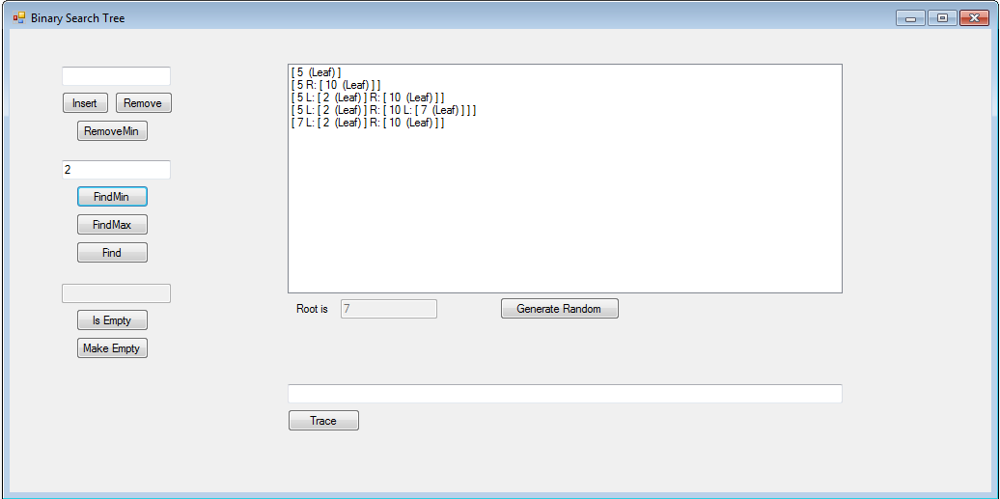 Binary Search Tree
Insert
Remove
RemoveMin
2
FindMin
FindMax
Find
Is Empty
Make Empty
[ 5  (Leaf) ]
[ 5 R: [ 10  (Leaf) ] ]
[ 5 L: [ 2  (Leaf) ] R: [ 10  (Leaf) ] ]
[ 5 L: [ 2  (Leaf) ] R: [ 10 L: [ 7  (Leaf) ] ] ]
[ 7 L: [ 2  (Leaf) ] R: [ 10  (Leaf) ] ]
Root is 7
Generate Random
Trace